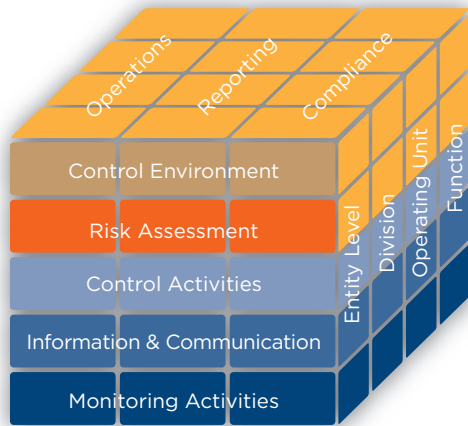 Operations
Reporting
Compliance
Control Environment
Risk Assessment
Control Activities
Information & Communication
Monitoring Activities
Entity Level
Division
Operating Unit
Function